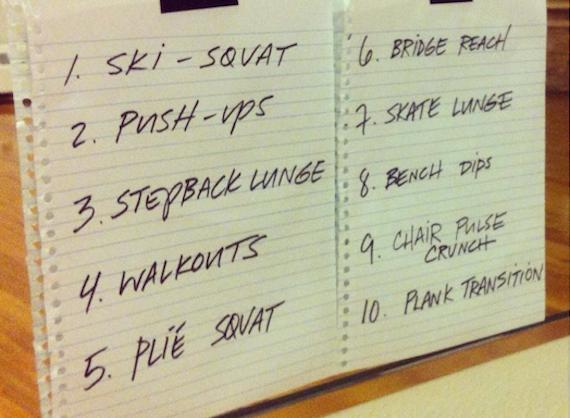 1. SKI - SQUAT
2. PUSH-UPS
3. STEPBACK LUNGE
4. WALKOUTS
5. PLIË SQUAT
6. BRIDGE REACH
7. SKATE LUNGE
8. BENCH DIPS
9. CHAIR PULSE
CRUNCH
10. PLANK TRANSITION